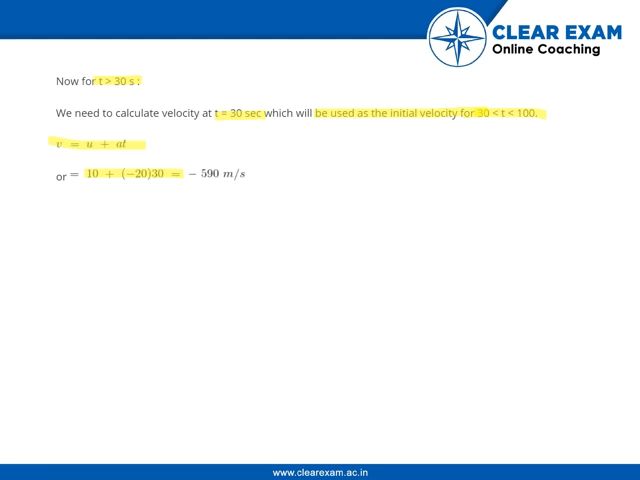 CLEAR EXAM
Online Coaching
Now for t > 30 s :
We need to calculate velocity at t = 30 sec which will be used as the initial velocity for 30 < t < 100.
v = u + at
or = 10 + (−20)30 = − 590 m/s
www.clearexam.ac.in